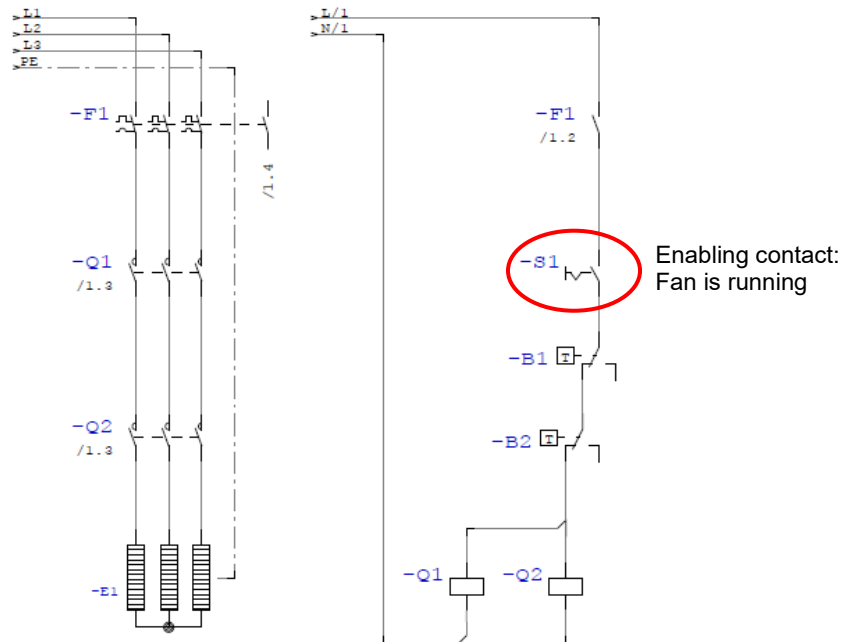 L1
L2
L3
PE
-F1
/1.4
-Q1
/1.3
-Q2
/1.3
-E1
L/1
N/1
-F1
/1.2
-S1
Enabling contact:
Fan is running
-B1 T
-B2 T
-Q1
-Q2